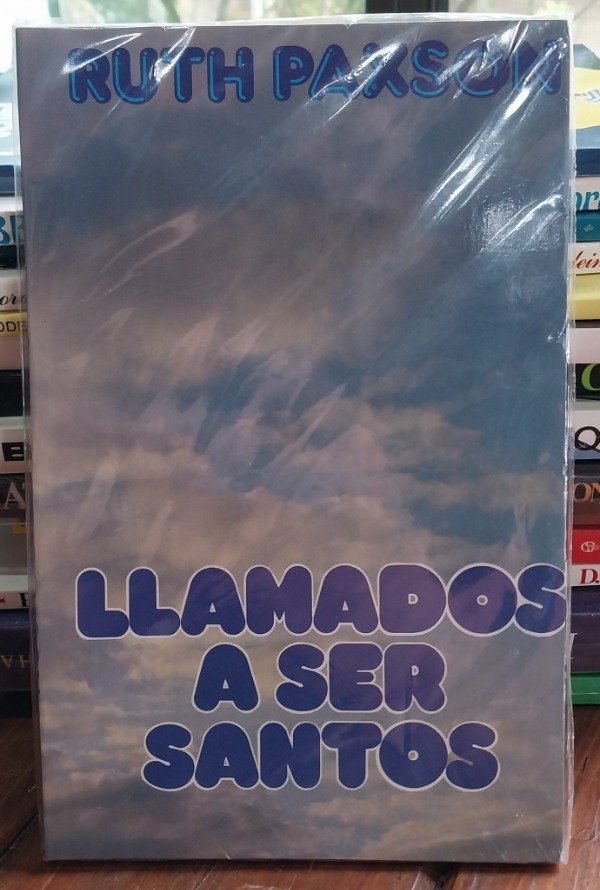 RUTH PAXSON
LLAMADOS
A SER
SANTOS